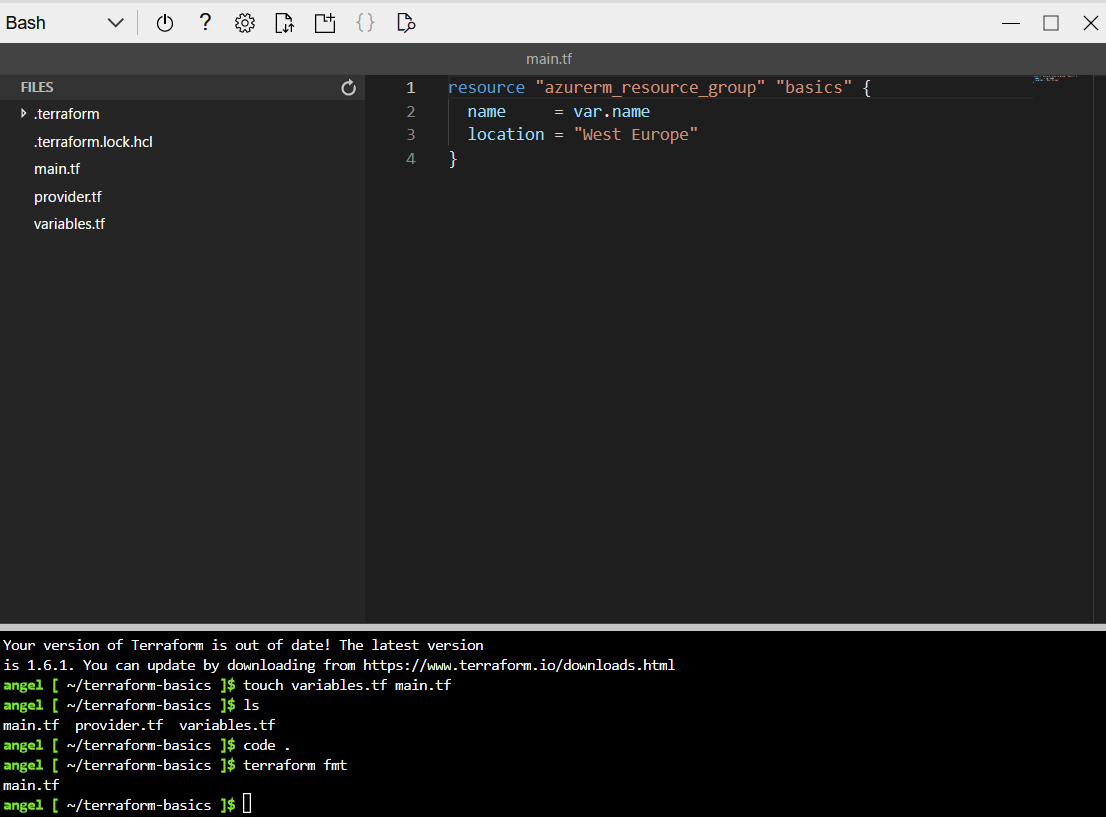 Bash
main.tf
FILES
.terraform
.terraform.lock.hcl
main.tf
provider.tf
variables.tf
1 resource "azurerm_resource_group" "basics" {
2   name     = var.name
3   location = "West Europe"
4 }
Your version of Terraform is out of date! The latest version
is 1.6.1. You can update by downloading from https://www.terraform.io/downloads.html
angel [ ~/terraform-basics ]$ touch variables.tf main.tf
angel [ ~/terraform-basics ]$ ls
main.tf  provider.tf  variables.tf
angel [ ~/terraform-basics ]$ code .
angel [ ~/terraform-basics ]$ terraform fmt
main.tf
angel [ ~/terraform-basics ]$